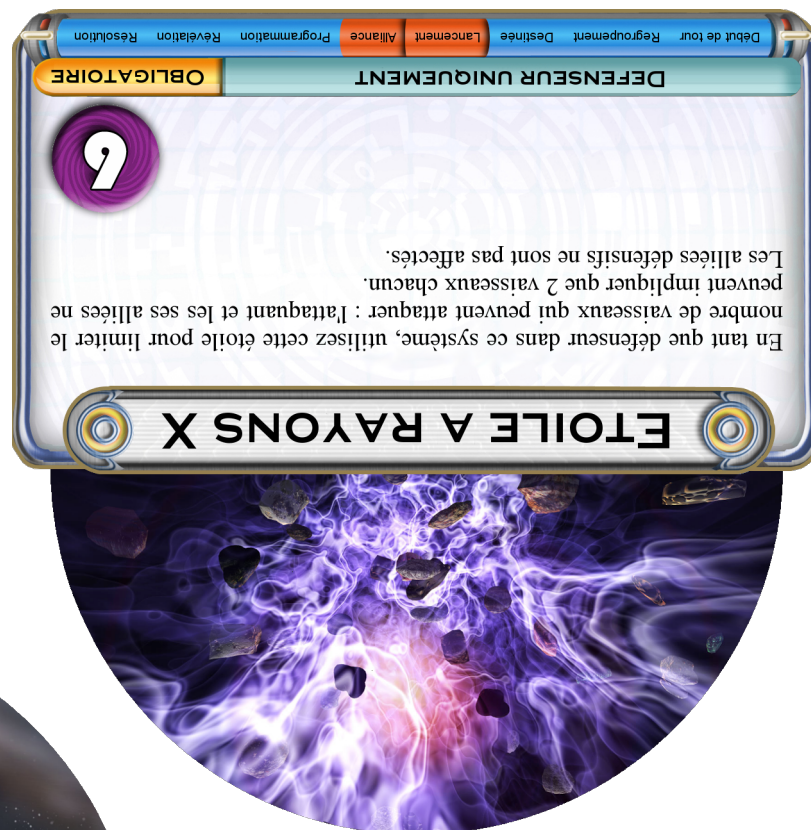 ETOILE A RAYONS X
En tant que défenseur dans ce système, utilisez cette étoile pour limiter le
nombre de vaisseaux qui peuvent attaquer : l'attaquant et les ses alliées ne
peuvent impliquer que 2 vaisseaux chacun.
Les alliées défensifs ne sont pas affectés.
6
DEFENSEUR UNIQUEMENT OBLIGATOIRE
Début de tour Regroupement Destinée Lancement Alliance Programmation Révélation Résolution